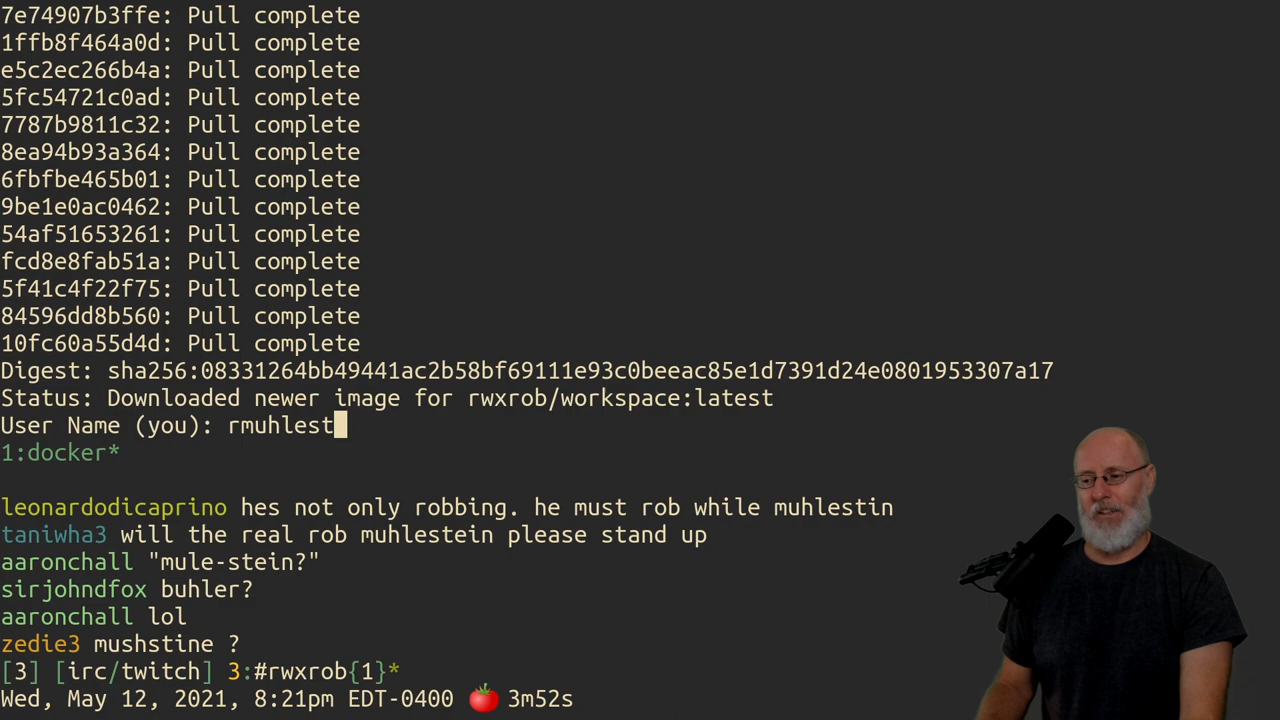 7e74907b3ffe: Pull complete
1ffb8f464a0d: Pull complete
e5c2ec266b4a: Pull complete
5fc54721c0ad: Pull complete
7787b9811c32: Pull complete
8ea94b93a364: Pull complete
6fbfbe465b01: Pull complete
9be1e0ac0462: Pull complete
54af51653261: Pull complete
fcd8e8fab51a: Pull complete
5f41c4f22f75: Pull complete
84596dd8b560: Pull complete
10fc60a55d4d: Pull complete
Digest: sha256:08331264bb49441ac2b58bf69111e93c0beeac85e1d7391d24e0801953307a17
Status: Downloaded newer image for rwxrob/workspace:latest
User Name (you): rmuhlest
1:docker*
leonardodicaprino hes not only robbing. he must rob while muhlestin
taniwha3 will the real rob muhlestein please stand up
aaronchall "mule-stein?"
sirjohndfox buhler?
aaronchall lol
zedie3 mushstine ?
[3] [irc/twitch] 3:#rwxrob{1}*
Wed, May 12, 2021, 8:21pm EDT-0400 🍅 3m52s